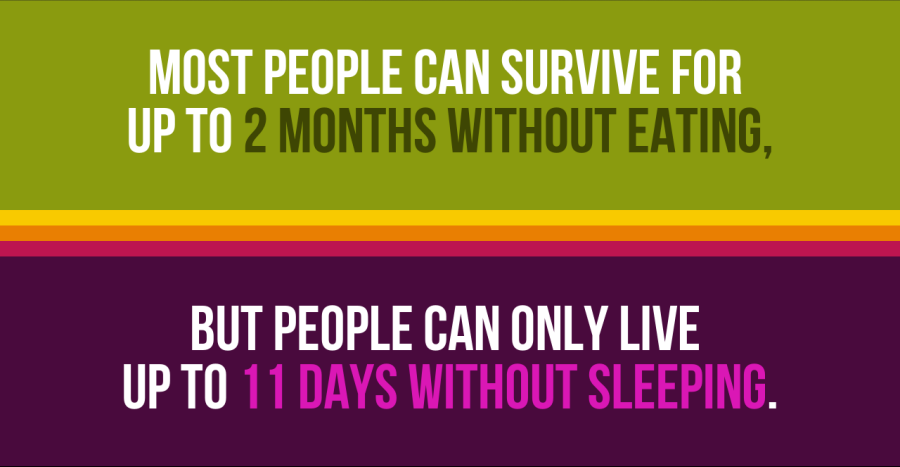 MOST PEOPLE CAN SURVIVE FOR
UP TO 2 MONTHS WITHOUT EATING,
BUT PEOPLE CAN ONLY LIVE
UP TO 11 DAYS WITHOUT SLEEPING.